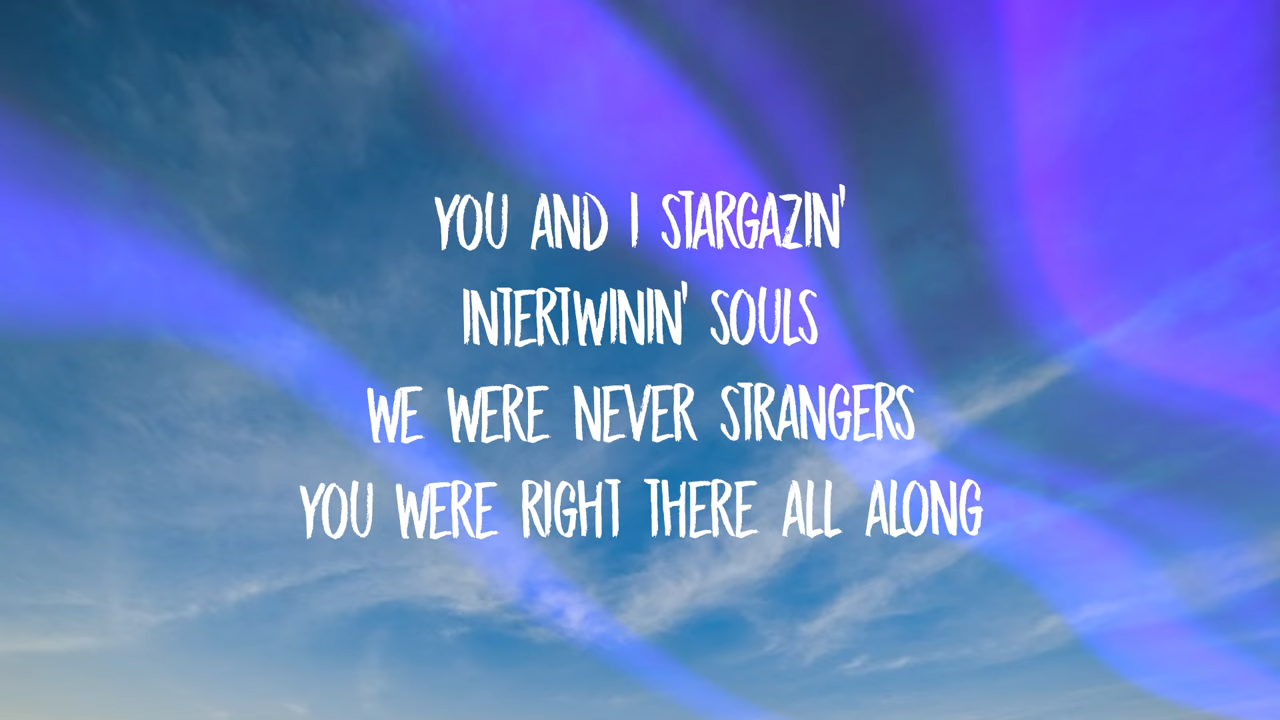 YOU AND I STARGAZIN'
INTERTWININ' SOULS
WE WERE NEVER STRANGERS
YOU WERE RIGHT THERE ALL ALONG